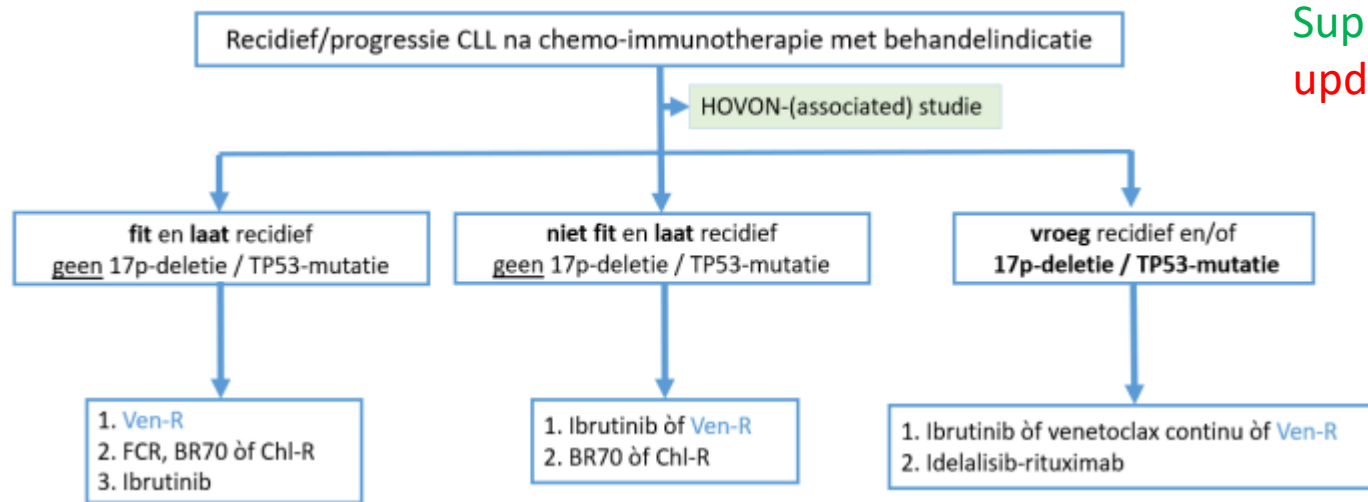 Recidief/progressie CLL na chemo-immunotherapie met behandelindicatie
Sup
upd
HOVON-(associated) studie
fit en laat recidief
geen 17p-deletie / TP53-mutatie
niet fit en laat recidief
geen 17p-deletie / TP53-mutatie
vroeg recidief en/of
17p-deletie / TP53-mutatie
1. Ven-R
2. FCR, BR70 òf Chl-R
3. Ibrutinib
1. Ibrutinib òf Ven-R
2. BR70 òf Chl-R
1. Ibrutinib òf venetoclax continu òf Ven-R
2. Idelalisib-rituximab